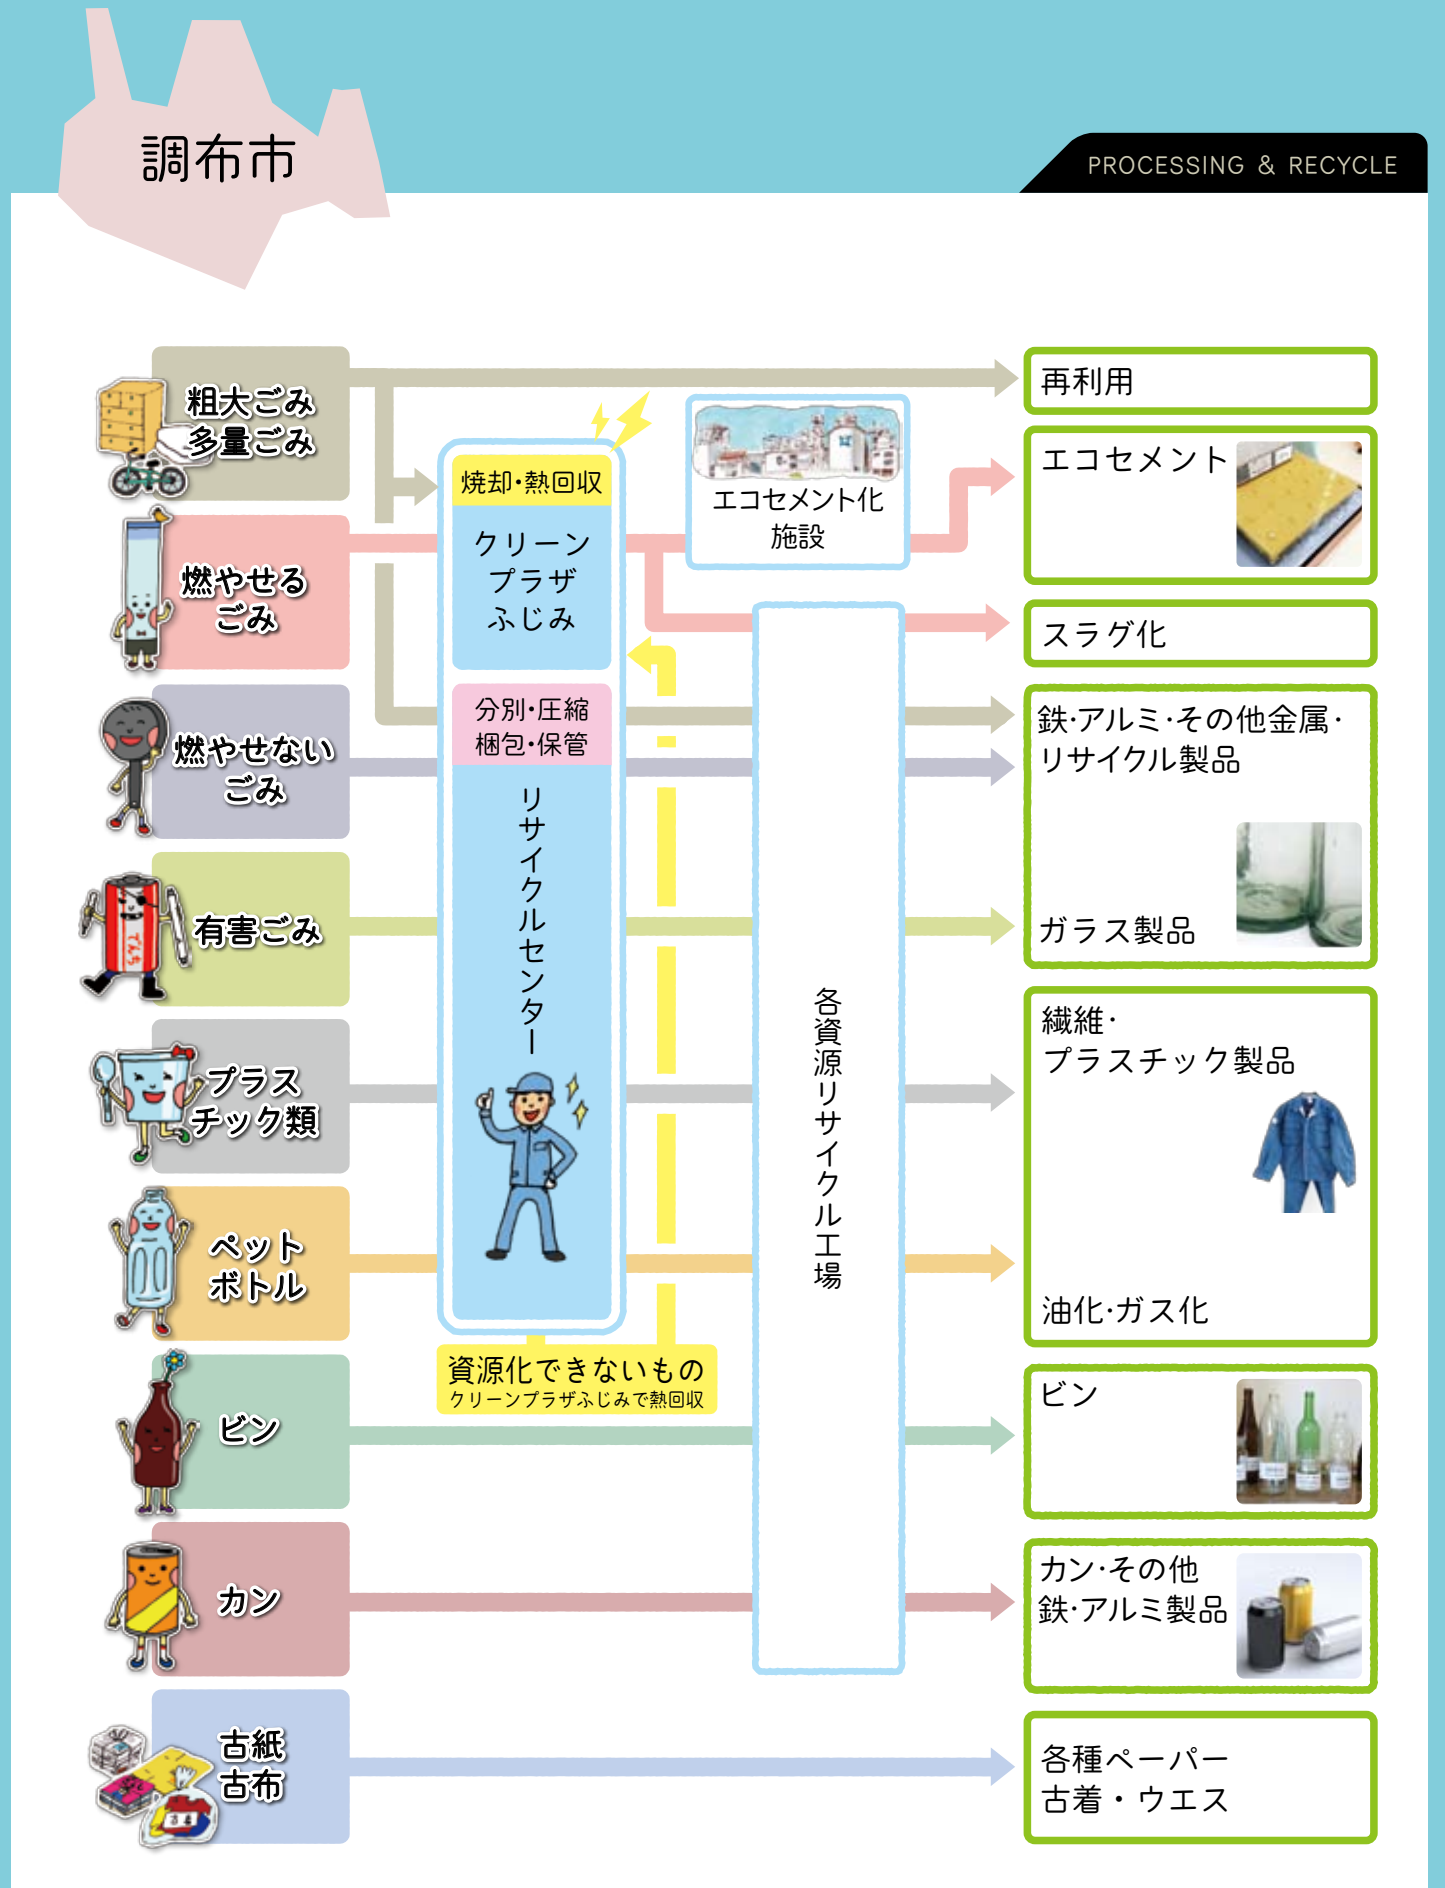 調布市
PROCESSING & RECYCLE
粗大ごみ
多量ごみ
燃やせる
ごみ
燃やせない
ごみ
有害ごみ
でんち
プラス
チック類
ペット
ボトル
ビン
カン
古紙
古布
古着
焼却・熱回収
クリーン
プラザ
ふじみ
分別・圧縮
梱包・保管
リサイクルセンター
資源化できないもの
クリーンプラザふじみで熱回収
エコセメント化
施設
各資源リサイクル工場
再利用
エコセメント
スラグ化
鉄・アルミ・その他金属・
リサイクル製品
ガラス製品
繊維・
プラスチック製品
油化・ガス化
ビン
カン・その他
鉄・アルミ製品
各種ペーパー
古着・ウエス